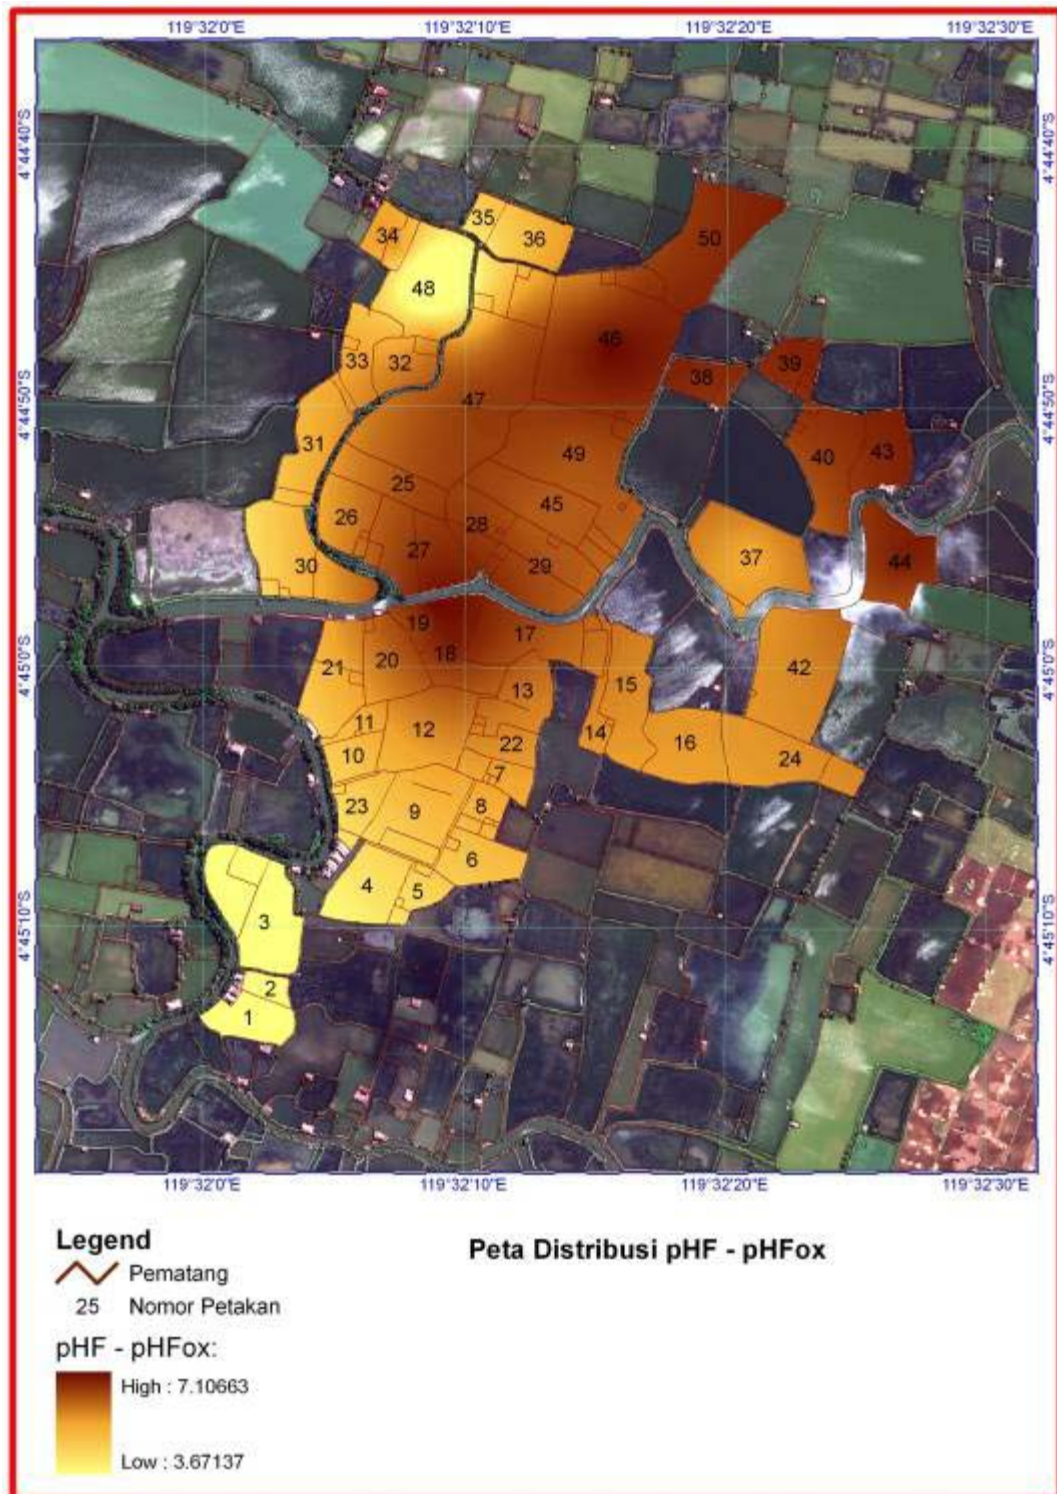 119°32'0"E 119°32'10"E 119°32'20"E 119°32'30"E
4°44'40"S 4°44'40"S
35
34 36 50
48
46
33 32 39
38
47
4°44'50"S 4°44'50"S
31 49 40 43
25
45
26 28
27 37
30 29 44
19 17
18
20
4°45'0"S 4°45'0"S
21 15 42
13
11 12 14
22 16
10 24
7
23 9 8
6
4 5
3
4°45'10"S 4°45'10"S
2
1
119°32'0"E 119°32'10"E 119°32'20"E 119°32'30"E
Legend
Peta Distribusi pHF - pHFox
Pematang
25 Nomor Petakan
pHF - pHFox:
High : 7.10663
Low : 3.67137